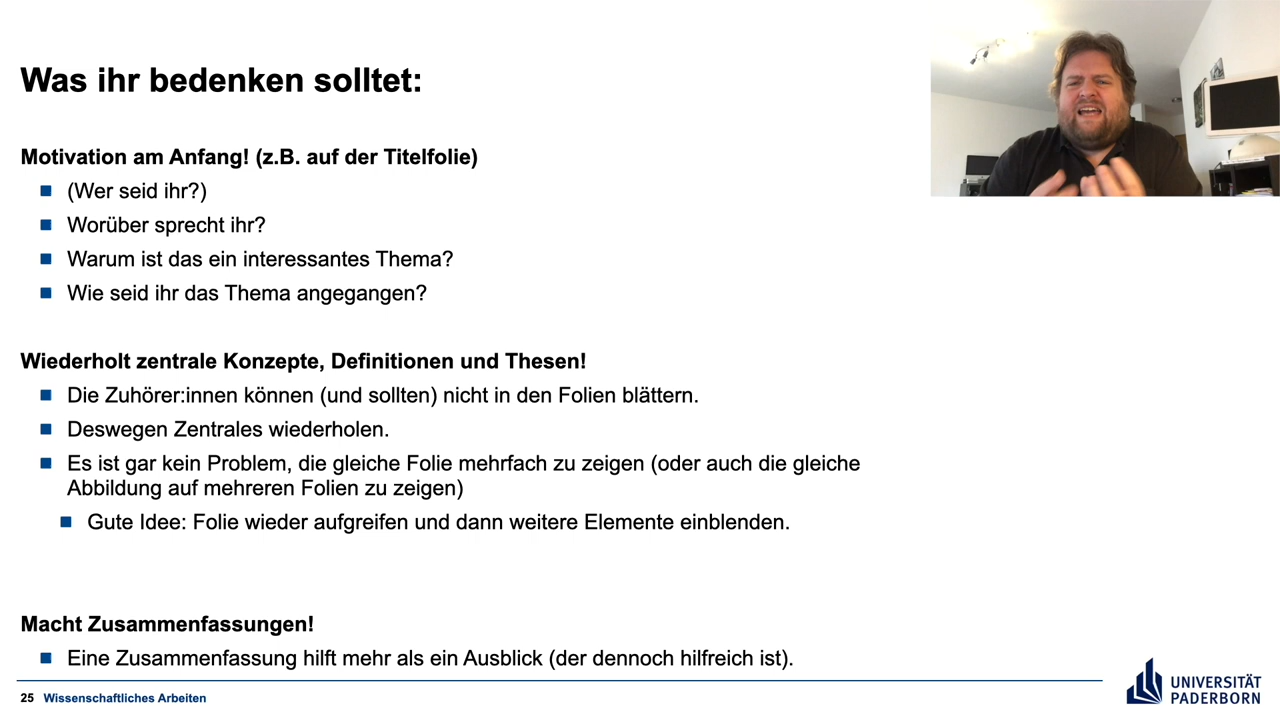 Was ihr bedenken solltet:
Motivation am Anfang! (z.B. auf der Titelfolie)
(Wer seid ihr?)
Worüber sprecht ihr?
Warum ist das ein interessantes Thema?
Wie seid ihr das Thema angegangen?
Wiederholt zentrale Konzepte, Definitionen und Thesen!
Die Zuhörer:innen können (und sollten) nicht in den Folien blättern.
Deswegen Zentrales wiederholen.
Es ist gar kein Problem, die gleiche Folie mehrfach zu zeigen (oder auch die gleiche
Abbildung auf mehreren Folien zu zeigen)
Gute Idee: Folie wieder aufgreifen und dann weitere Elemente einblenden.
Macht Zusammenfassungen!
Eine Zusammenfassung hilft mehr als ein Ausblick (der dennoch hilfreich ist).
25 Wissenschaftliches Arbeiten
UNIVERSITÄT
PADERBORN